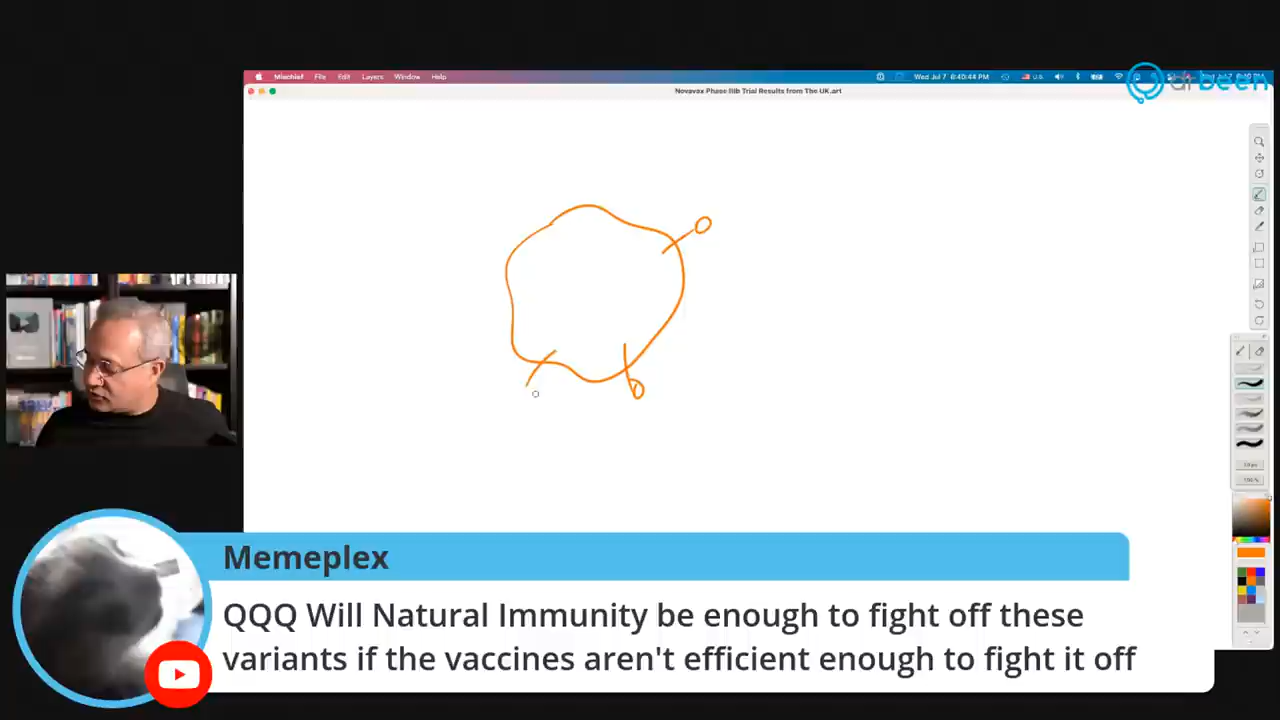 Mischief File Edit Layers Window Help
Wed Jul 7 8:40:44 PM
Novavax Phase IIIb Trial Results from The UK.art
drbeen
Memeplex
QQQ Will Natural Immunity be enough to fight off these
variants if the vaccines aren't efficient enough to fight it off